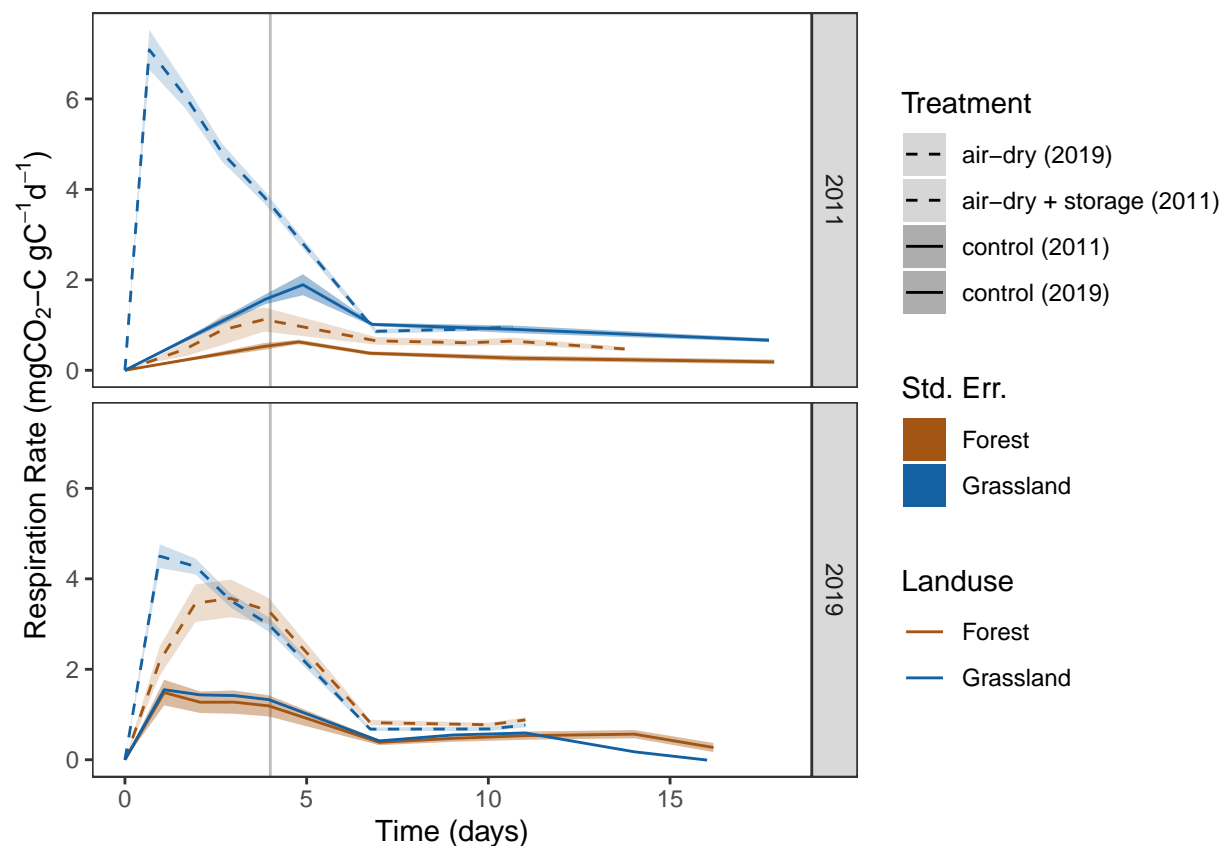 Respiration Rate (mgCO₂–C gC⁻¹d⁻¹)
6
4
2
0
2011
6
4
2
0
2019
0 5 10 15
Time (days)
Treatment
air–dry (2019)
air–dry + storage (2011)
control (2011)
control (2019)
Std. Err.
Forest
Grassland
Landuse
Forest
Grassland